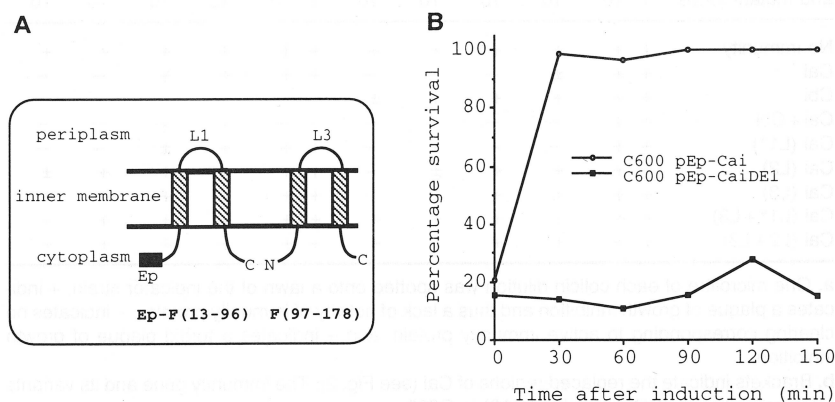 A
periplasm
L1
L3
inner membrane
cytoplasm
Ep
C N
C
Ep-F(13-96) F(97-178)
B
Percentage survival
100
80
60
40
20
0
C600 pEp-Cai
C600 pEp-CaiDE1
0 30 60 90 120 150
Time after induction (min)